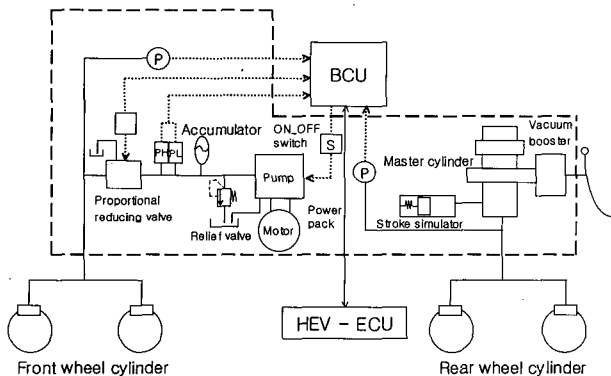 P
BCU
Accumulator
ON_OFF
switch
Vacuum
booster
PH PL
S
Master cylinder
P
Pump
Proportional
reducing valve
Power
pack
Relief valve
Motor
Stroke simulator
HEV - ECU
Front wheel cylinder
Rear wheel cylinder